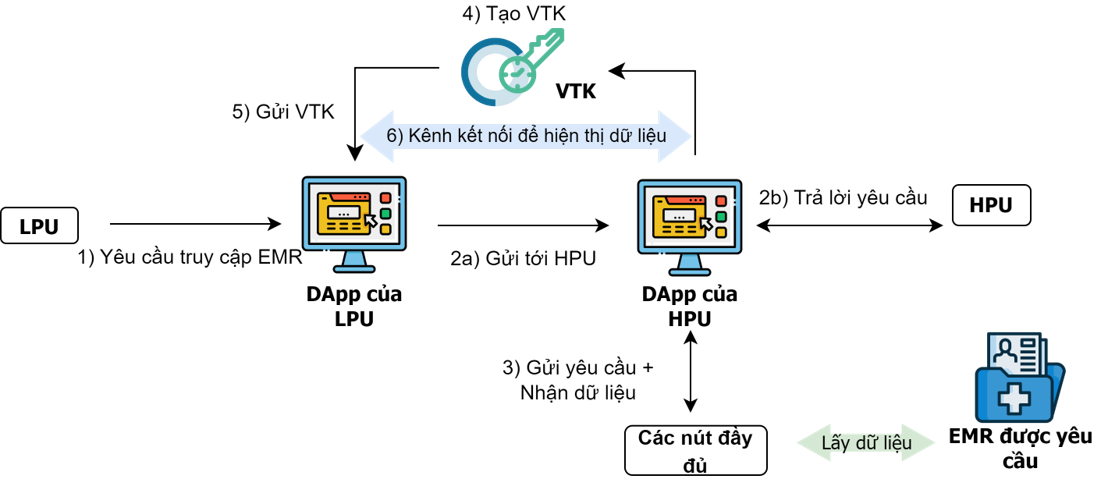 4) Tạo VTK
VTK
5) Gửi VTK
6) Kênh kết nối để hiện thị dữ liệu
LPU
1) Yêu cầu truy cập EMR
DApp của
LPU
2a) Gửi tới HPU
DApp của
HPU
2b) Trả lời yêu cầu
HPU
3) Gửi yêu cầu +
Nhận dữ liệu
Các nút đầy
đủ
Lấy dữ liệu
EMR được yêu
cầu